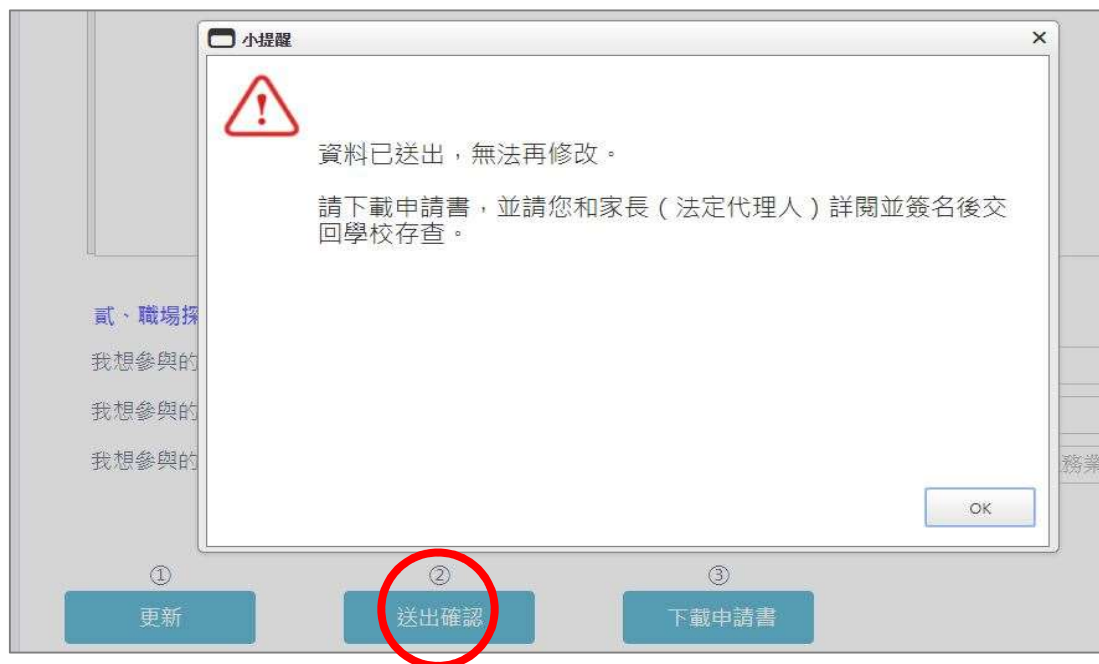 小提醒
資料已送出，無法再修改。
請下載申請書，並請您和家長（法定代理人）詳閱並簽名後交
回學校存查。
貳、職場探
我想參與的
我想參與的
我想參與的
務業
OK
① ② ③
更新 送出確認 下載申請書